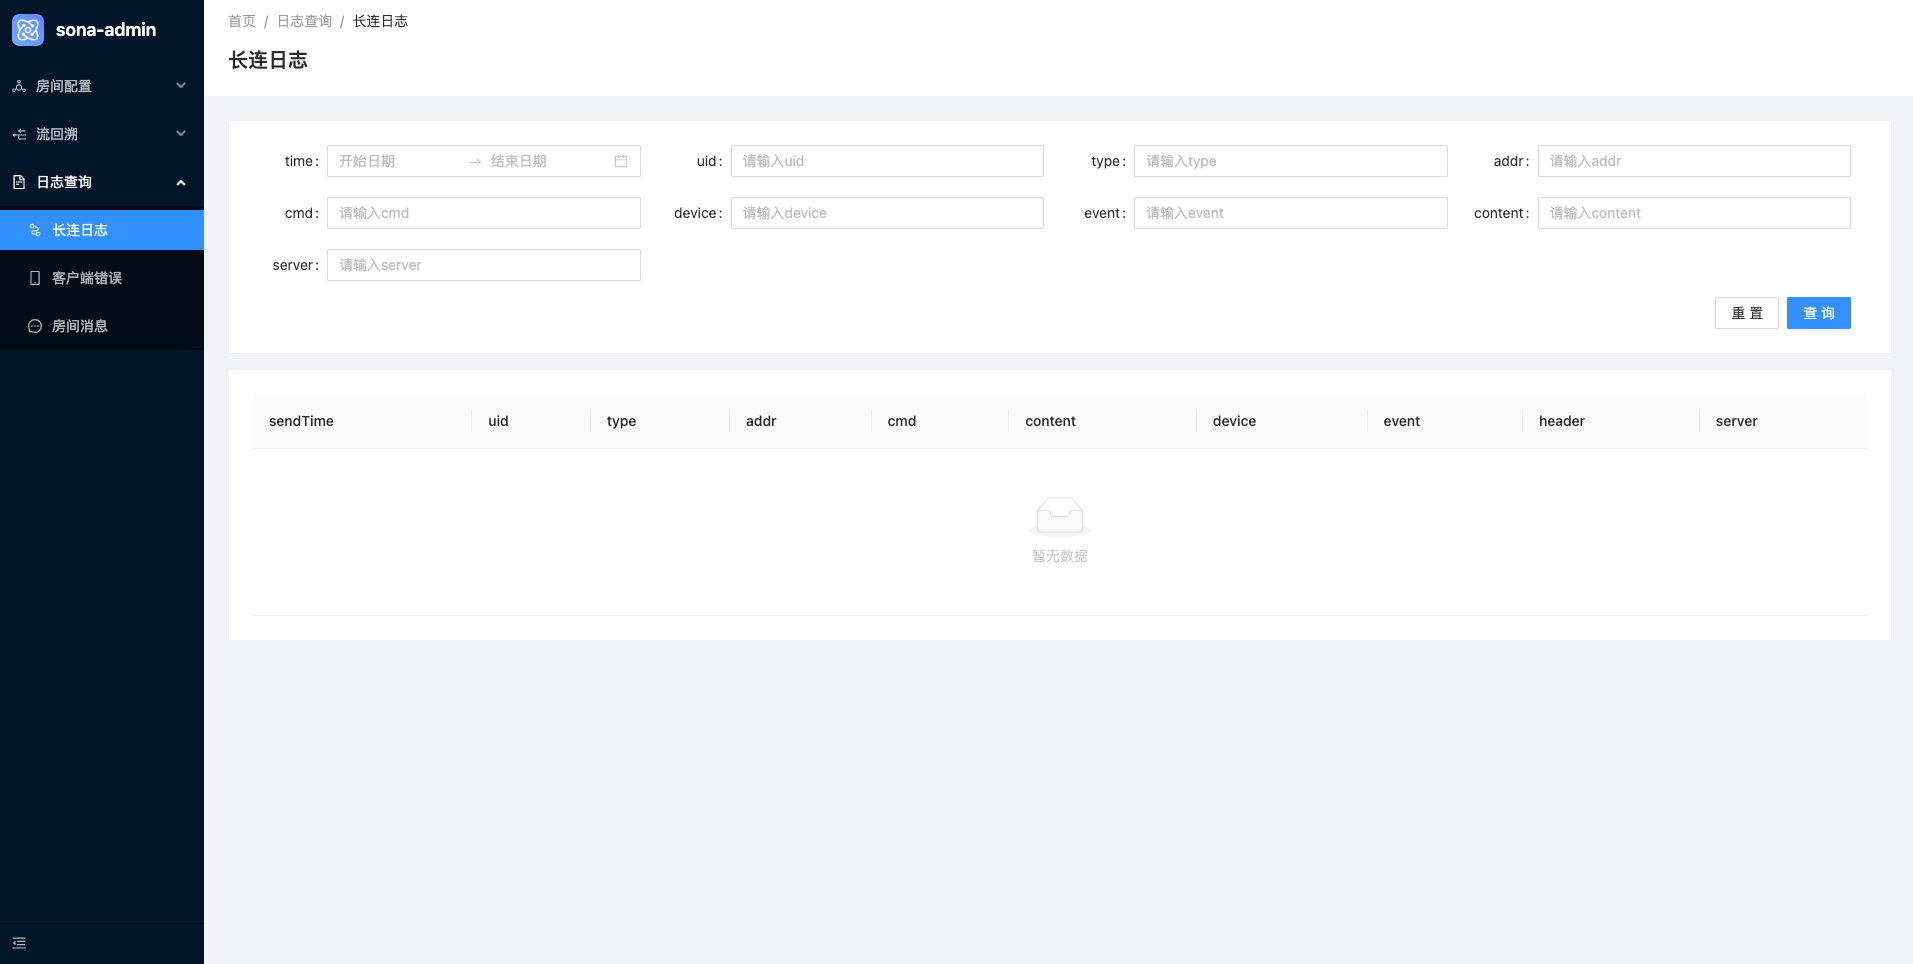 sona-admin
房间配置
流回溯
日志查询
长连日志
客户端错误
房间消息
首页 / 日志查询 / 长连日志
长连日志
time: 开始日期 → 结束日期 uid: 请输入uid type: 请输入type addr: 请输入addr
cmd: 请输入cmd device: 请输入device event: 请输入event content: 请输入content
server: 请输入server
重 置 查 询
sendTime uid type addr cmd content device event header server
暂无数据